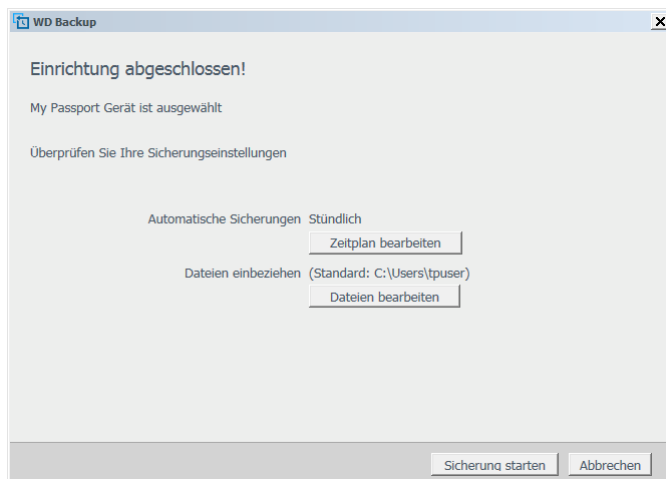 WD Backup
Einrichtung abgeschlossen!
My Passport Gerät ist ausgewählt
Überprüfen Sie Ihre Sicherungseinstellungen
Automatische Sicherungen Stündlich
Zeitplan bearbeiten
Dateien einbeziehen (Standard: C:\Users\tpuser)
Dateien bearbeiten
Sicherung starten Abbrechen